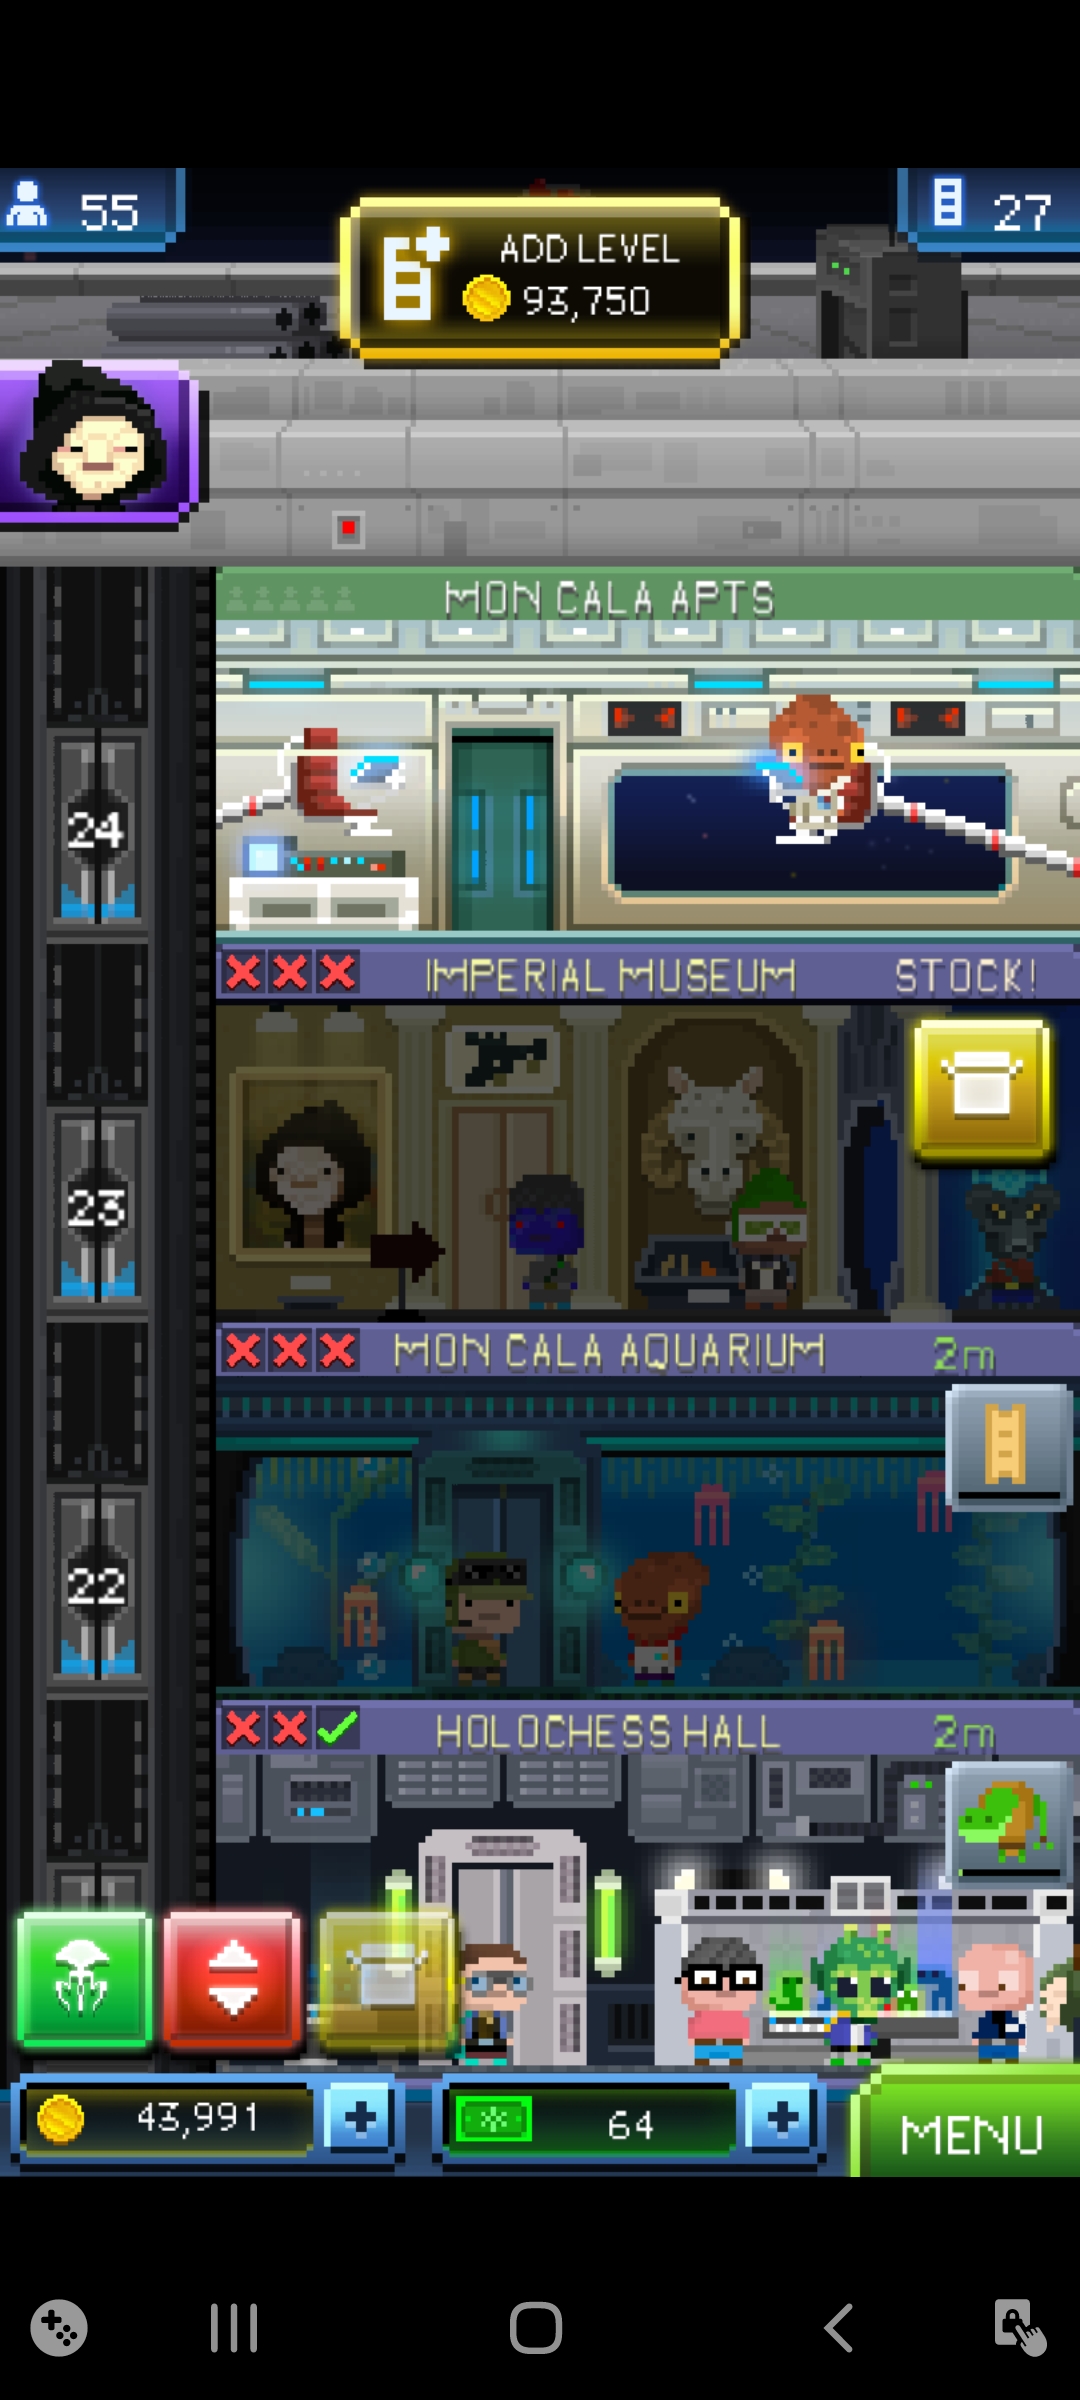 55
ADD LEVEL
93,750
27
MON CALA APTS
24
IMPERIAL MUSEUM STOCK!
23
MON CALA AQUARIUM 2m
22
HOLOCHESS HALL 2m
43,991
64
MENU